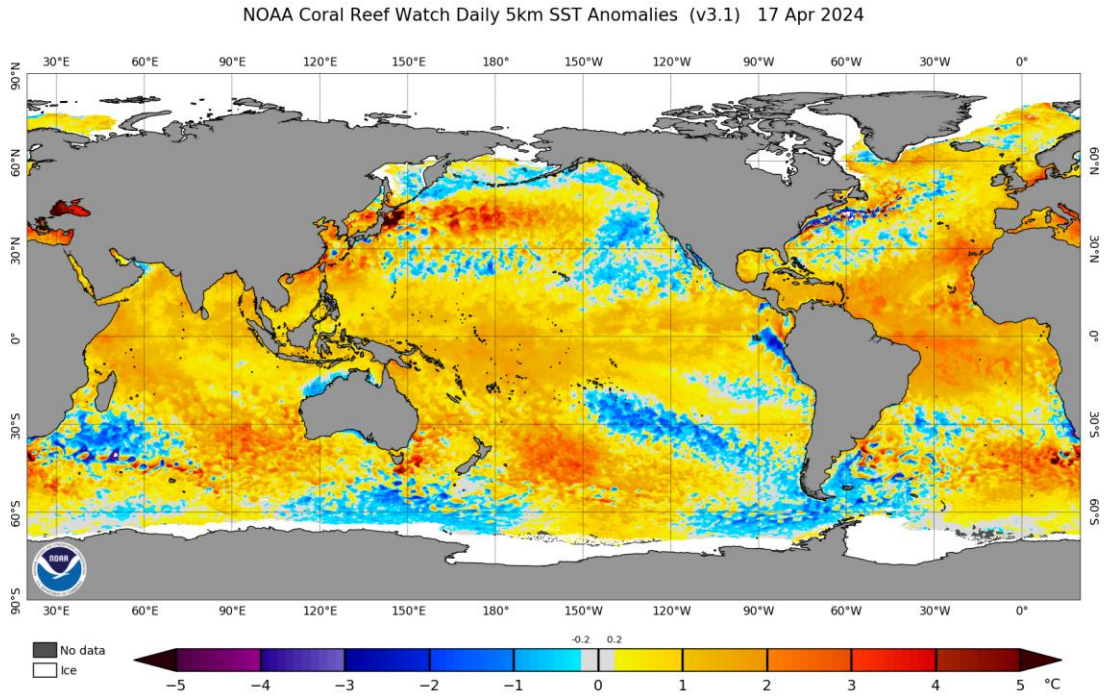 NOAA Coral Reef Watch Daily 5km SST Anomalies (v3.1) 17 Apr 2024
30°E 60°E 90°E 120°E 150°E 180° 150°W 120°W 90°W 60°W 30°W 0°
90°N 90°N
60°N 60°N
30°N 30°N
0° 0°
30°S 30°S
60°S 60°S
90°S
NOAA
30°E 60°E 90°E 120°E 150°E 180° 150°W 120°W 90°W 60°W 30°W 0°
-0.2 0.2
No data
Ice
−5 −4 −3 −2 −1 0 1 2 3 4 5 °C